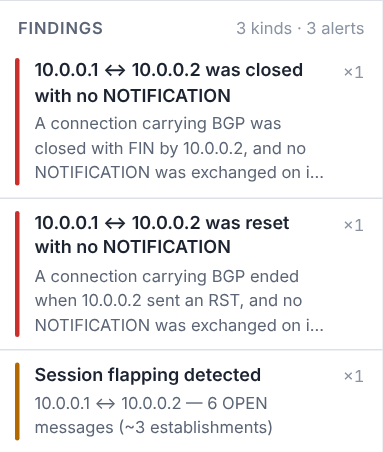 FINDINGS 3 kinds · 3 alerts
10.0.0.1 ↔ 10.0.0.2 was closed ×1
with no NOTIFICATION
A connection carrying BGP was
closed with FIN by 10.0.0.2, and no
NOTIFICATION was exchanged on i…
10.0.0.1 ↔ 10.0.0.2 was reset ×1
with no NOTIFICATION
A connection carrying BGP ended
when 10.0.0.2 sent an RST, and no
NOTIFICATION was exchanged on i…
Session flapping detected ×1
10.0.0.1 ↔ 10.0.0.2 — 6 OPEN
messages (~3 establishments)